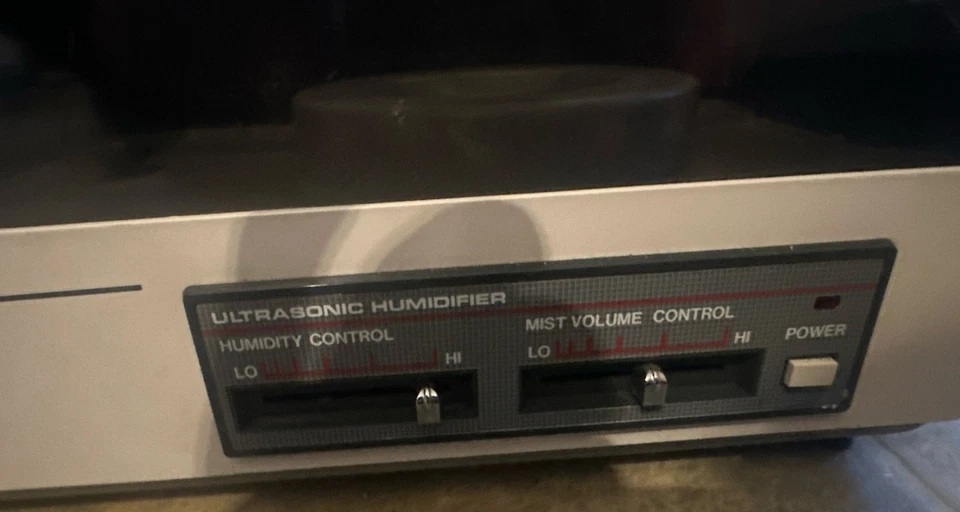 ULTRASONIC HUMIDIFIER
HUMIDITY CONTROL
LO HI
MIST VOLUME CONTROL
LO HI
POWER